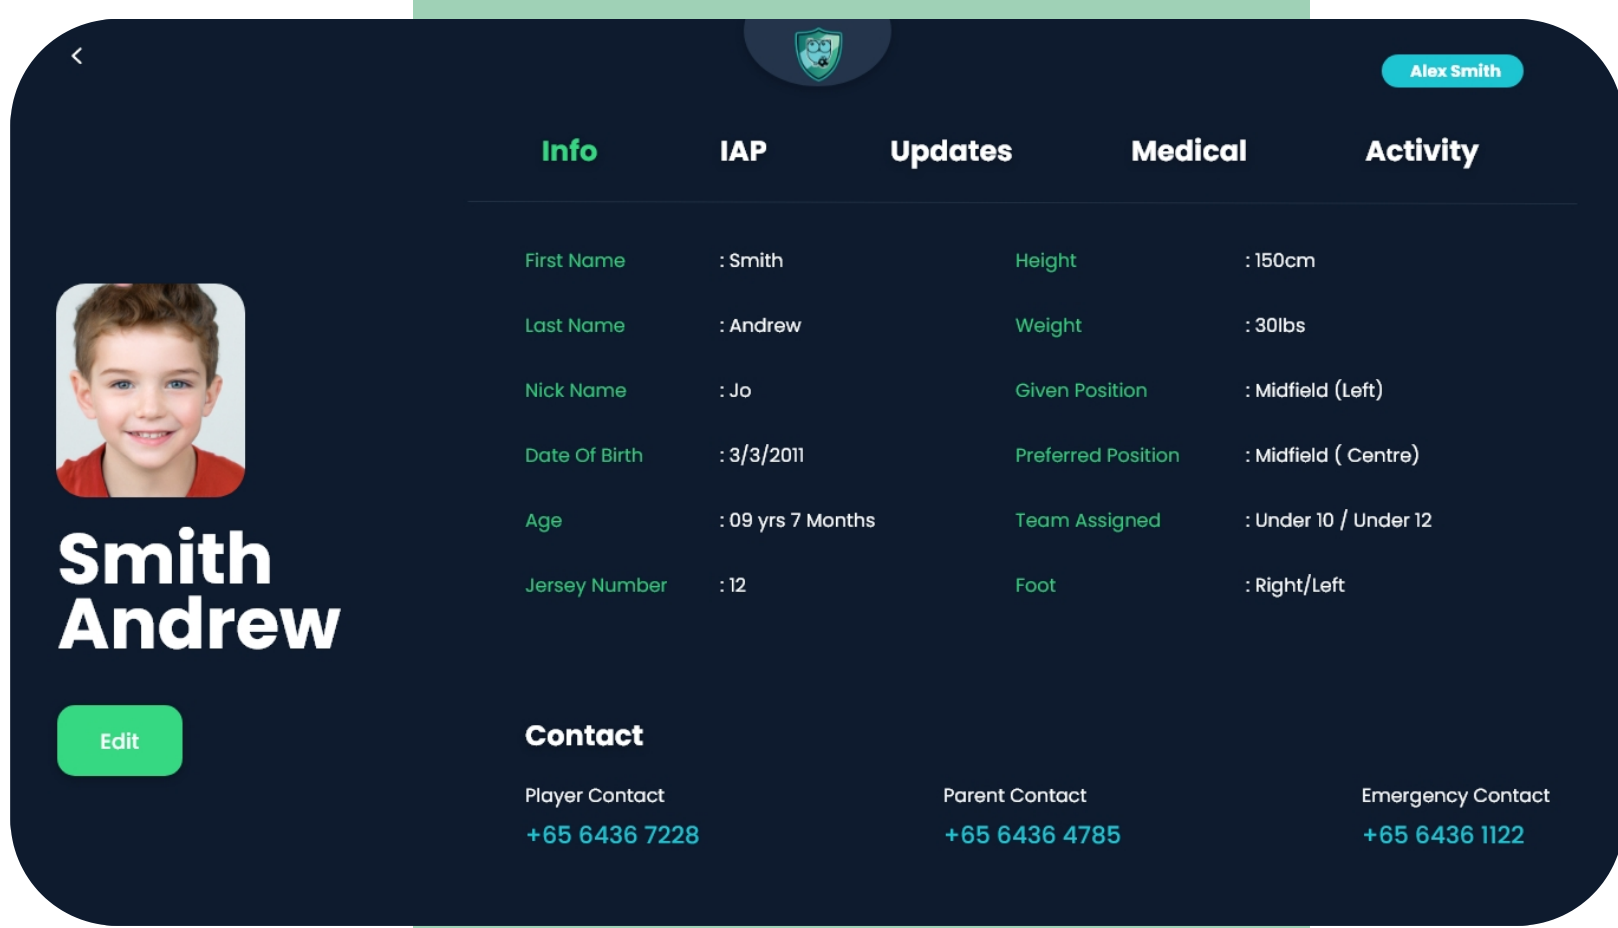 Alex Smith
Info IAP Updates Medical Activity
First Name : Smith Height : 150cm
Last Name : Andrew Weight : 30lbs
Nick Name : Jo Given Position : Midfield (Left)
Date Of Birth : 3/3/2011 Preferred Position : Midfield ( Centre)
Age : 09 yrs 7 Months Team Assigned : Under 10 / Under 12
Jersey Number : 12 Foot : Right/Left
Smith
Andrew
Edit
Contact
Player Contact Parent Contact Emergency Contact
+65 6436 7228 +65 6436 4785 +65 6436 1122